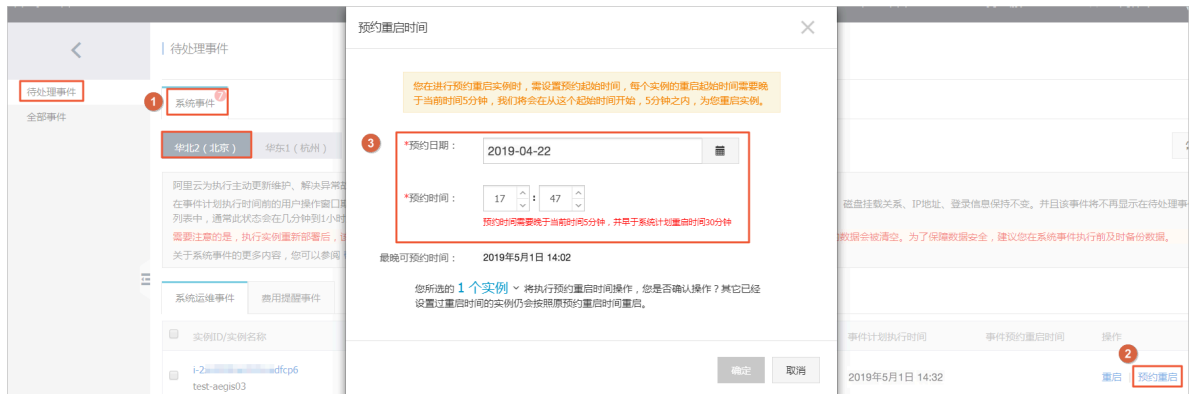 预约重启时间
待处理事件
待处理事件
全部事件
1
系统事件
7
您在进行预约重启实例时，需设置预约起始时间，每个实例的重启起始时间需要晚
于当前时间5分钟，我们将会在从这个起始时间开始，5分钟之内，为您重启实例。
华北2（北京）
华东1（杭州）
3
*预约日期：
2019-04-22
*预约时间：
17 : 47
预约时间需要晚于当前时间5分钟，并早于系统计划重启时间30分钟
阿里云为执行主动更新维护、解决异常
在事件计划执行时间前的用户操作窗口
磁盘挂载关系、IP地址、登录信息保持不变。并且该事件将不再显示在待处理事
列表中，通常此状态会在几分钟到1小时
需要注意的是，执行实例重新部署后，
数据会被清空。为了保障数据安全，建议您在系统事件执行前及时备份数据。
关于系统事件的更多内容，您可以参阅
最晚可预约时间： 2019年5月1日 14:02
您所选的 1 个实例 将执行预约重启时间操作，您是否确认操作？其它已经
设置过重启时间的实例仍会按照原预约重启时间重启。
系统运维事件
费用提醒事件
实例ID/实例名称
事件计划执行时间
事件预约重启时间
操作
2
i-2
dfcp6
test-aegis03
确定
取消
2019年5月1日 14:32
重启
预约重启